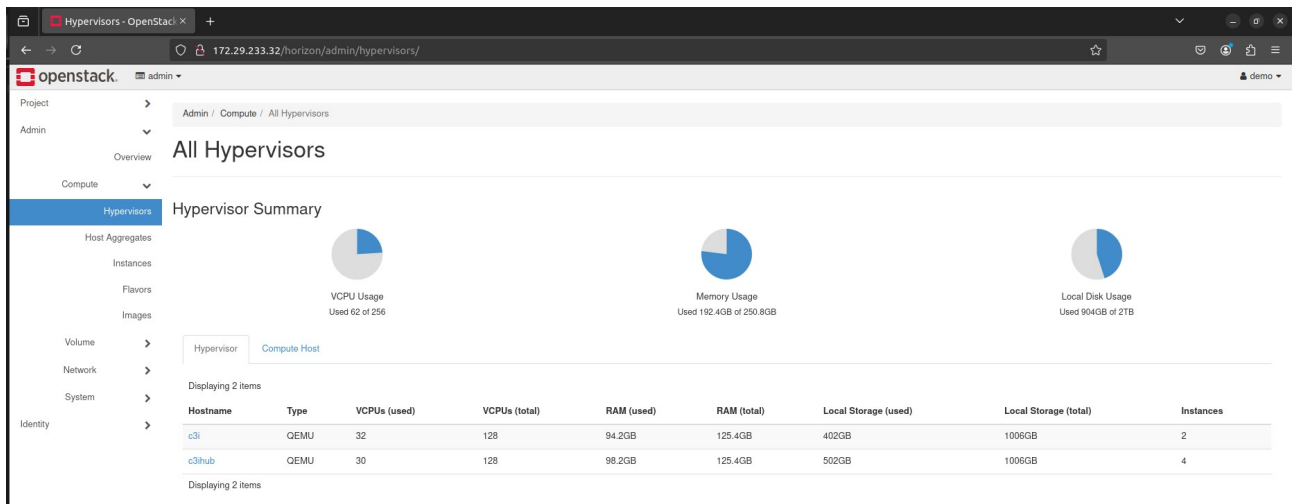 Hypervisors - OpenStack
172.29.233.32/horizon/admin/hypervisors/
openstack. admin demo
Project
Admin / Compute / All Hypervisors
Admin
Overview
All Hypervisors
Compute
Hypervisors
Hypervisor Summary
Host Aggregates
Instances
Flavors
Images
VCPU Usage Memory Usage Local Disk Usage
Used 62 of 256 Used 192.4GB of 250.8GB Used 904GB of 2TB
Volume
Network
System
Identity
Hypervisor Compute Host
Displaying 2 items
Hostname Type VCPUs (used) VCPUs (total) RAM (used) RAM (total) Local Storage (used) Local Storage (total) Instances
c3i QEMU 32 128 94.2GB 125.4GB 402GB 1006GB 2
c3ihub QEMU 30 128 98.2GB 125.4GB 502GB 1006GB 4
Displaying 2 items